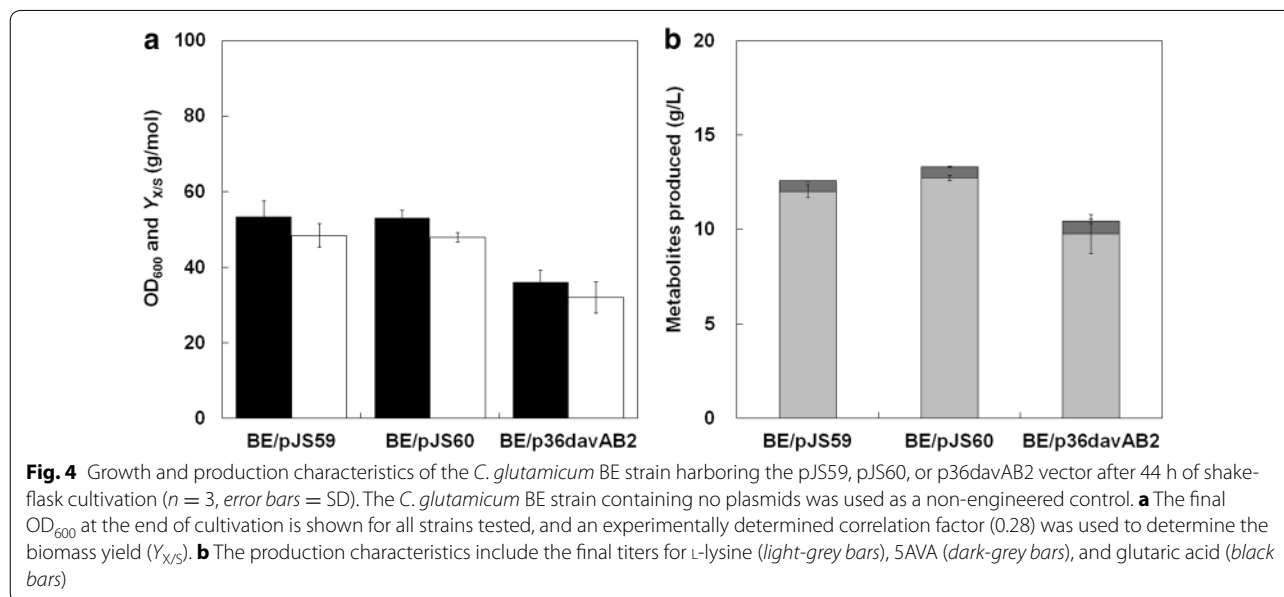 a
100
80
60
40
20
0
OD600 and YX/S (g/mol)
BE/pJS59 BE/pJS60 BE/p36davAB2
b
20
15
10
5
0
Metabolites produced (g/L)
BE/pJS59 BE/pJS60 BE/p36davAB2
Fig. 4 Growth and production characteristics of the C. glutamicum BE strain harboring the pJS59, pJS60, or p36davAB2 vector after 44 h of shake-
flask cultivation (n = 3, error bars = SD). The C. glutamicum BE strain containing no plasmids was used as a non-engineered control. a The final
OD600 at the end of cultivation is shown for all strains tested, and an experimentally determined correlation factor (0.28) was used to determine the
biomass yield (YX/S). b The production characteristics include the final titers for L-lysine (light-grey bars), 5AVA (dark-grey bars), and glutaric acid (black
bars)